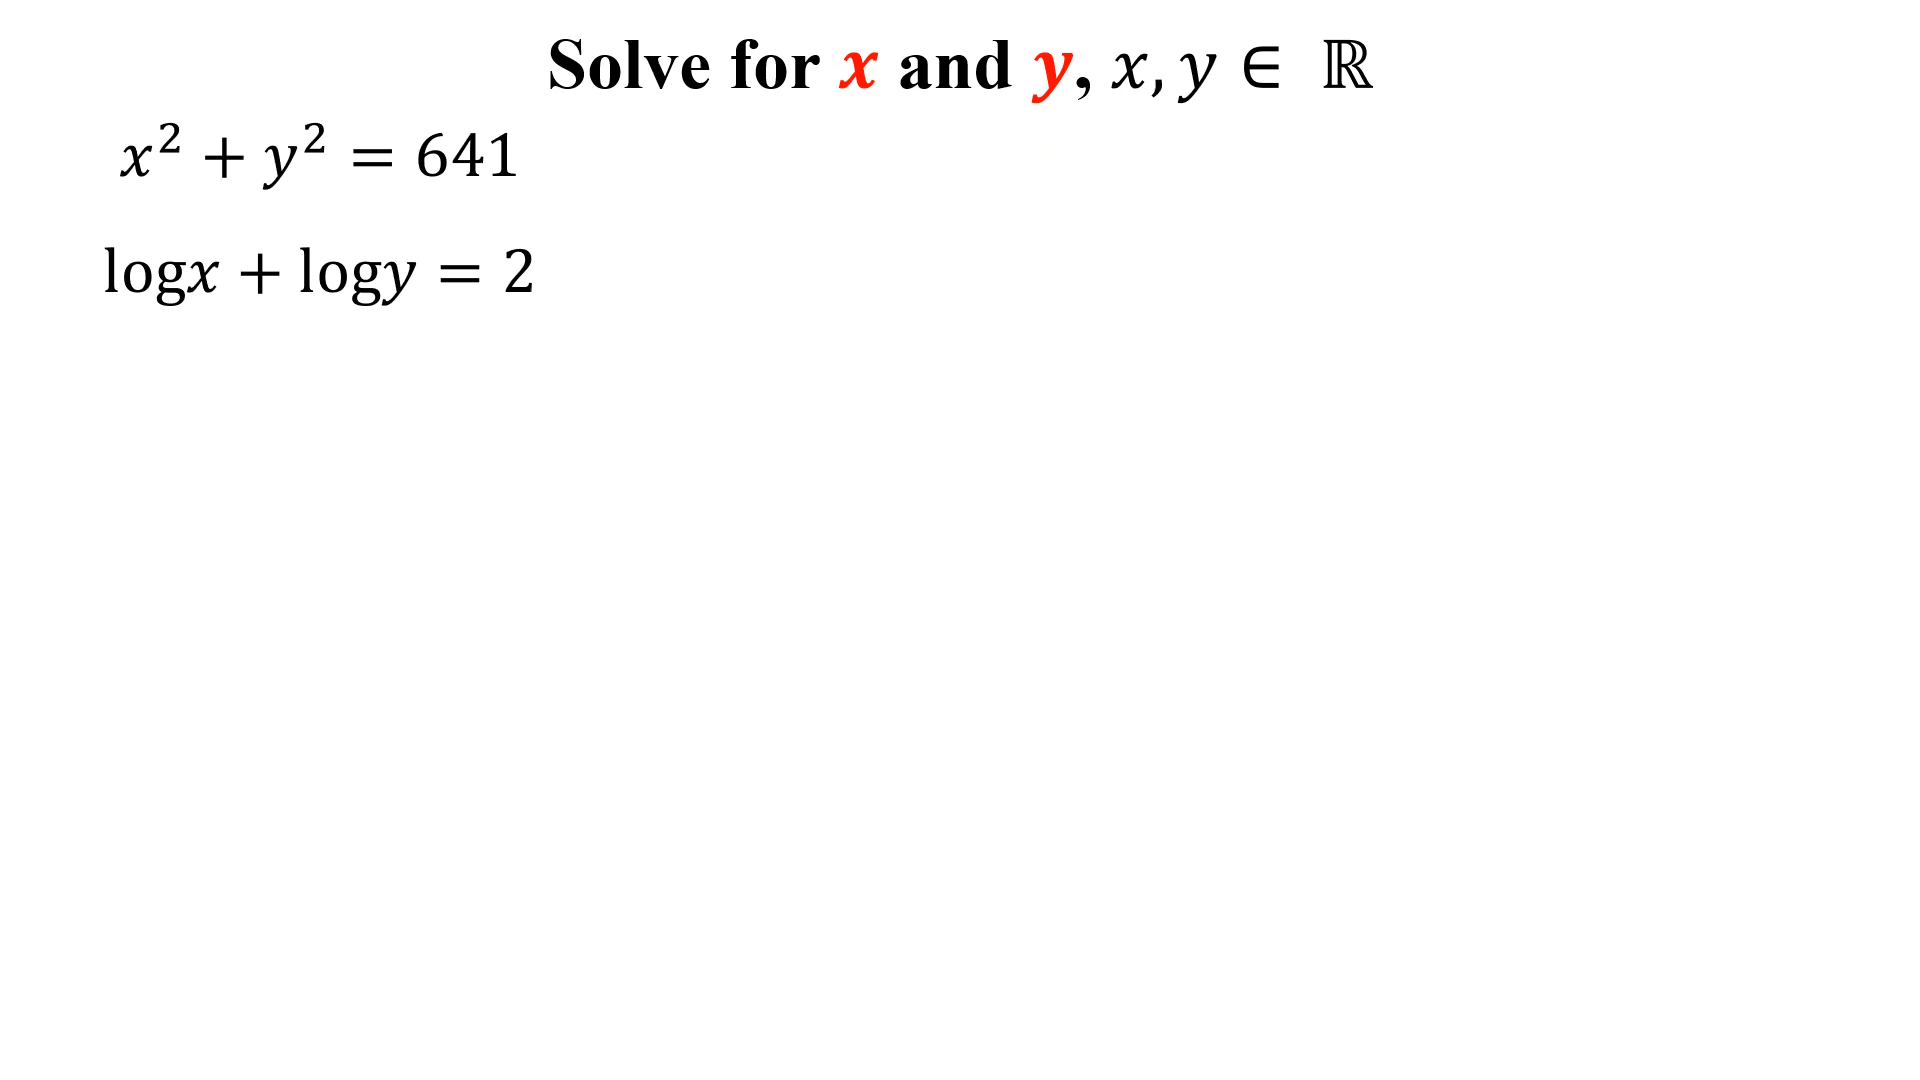 Solve for x and y, x, y ∈ ℝ
x² + y² = 641
logx + logy = 2